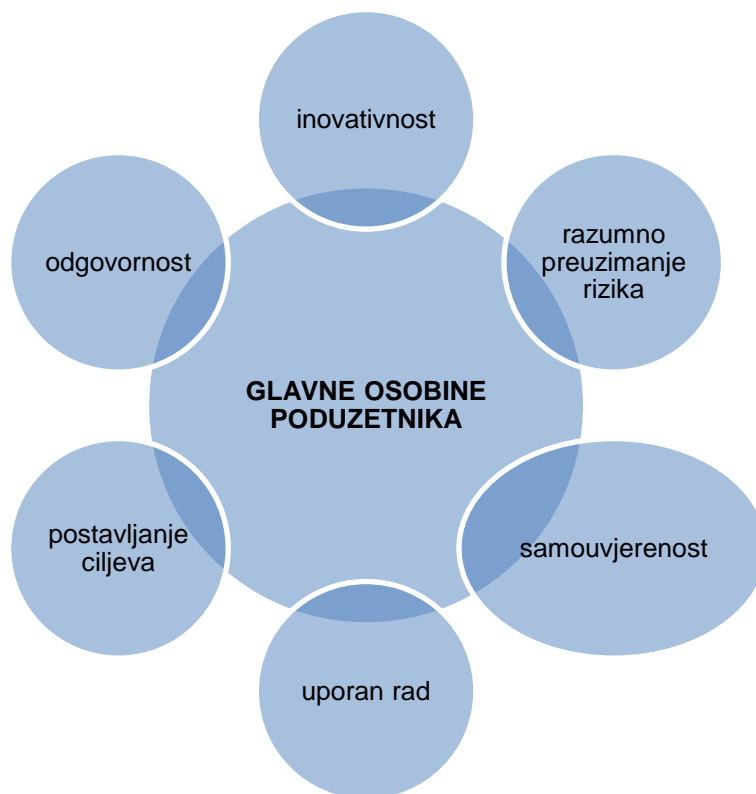 inovativnost
razumno
preuzimanje
rizika
odgovornost
GLAVNE OSOBINE
PODUZETNIKA
samouvjerenost
postavljanje
ciljeva
uporan rad